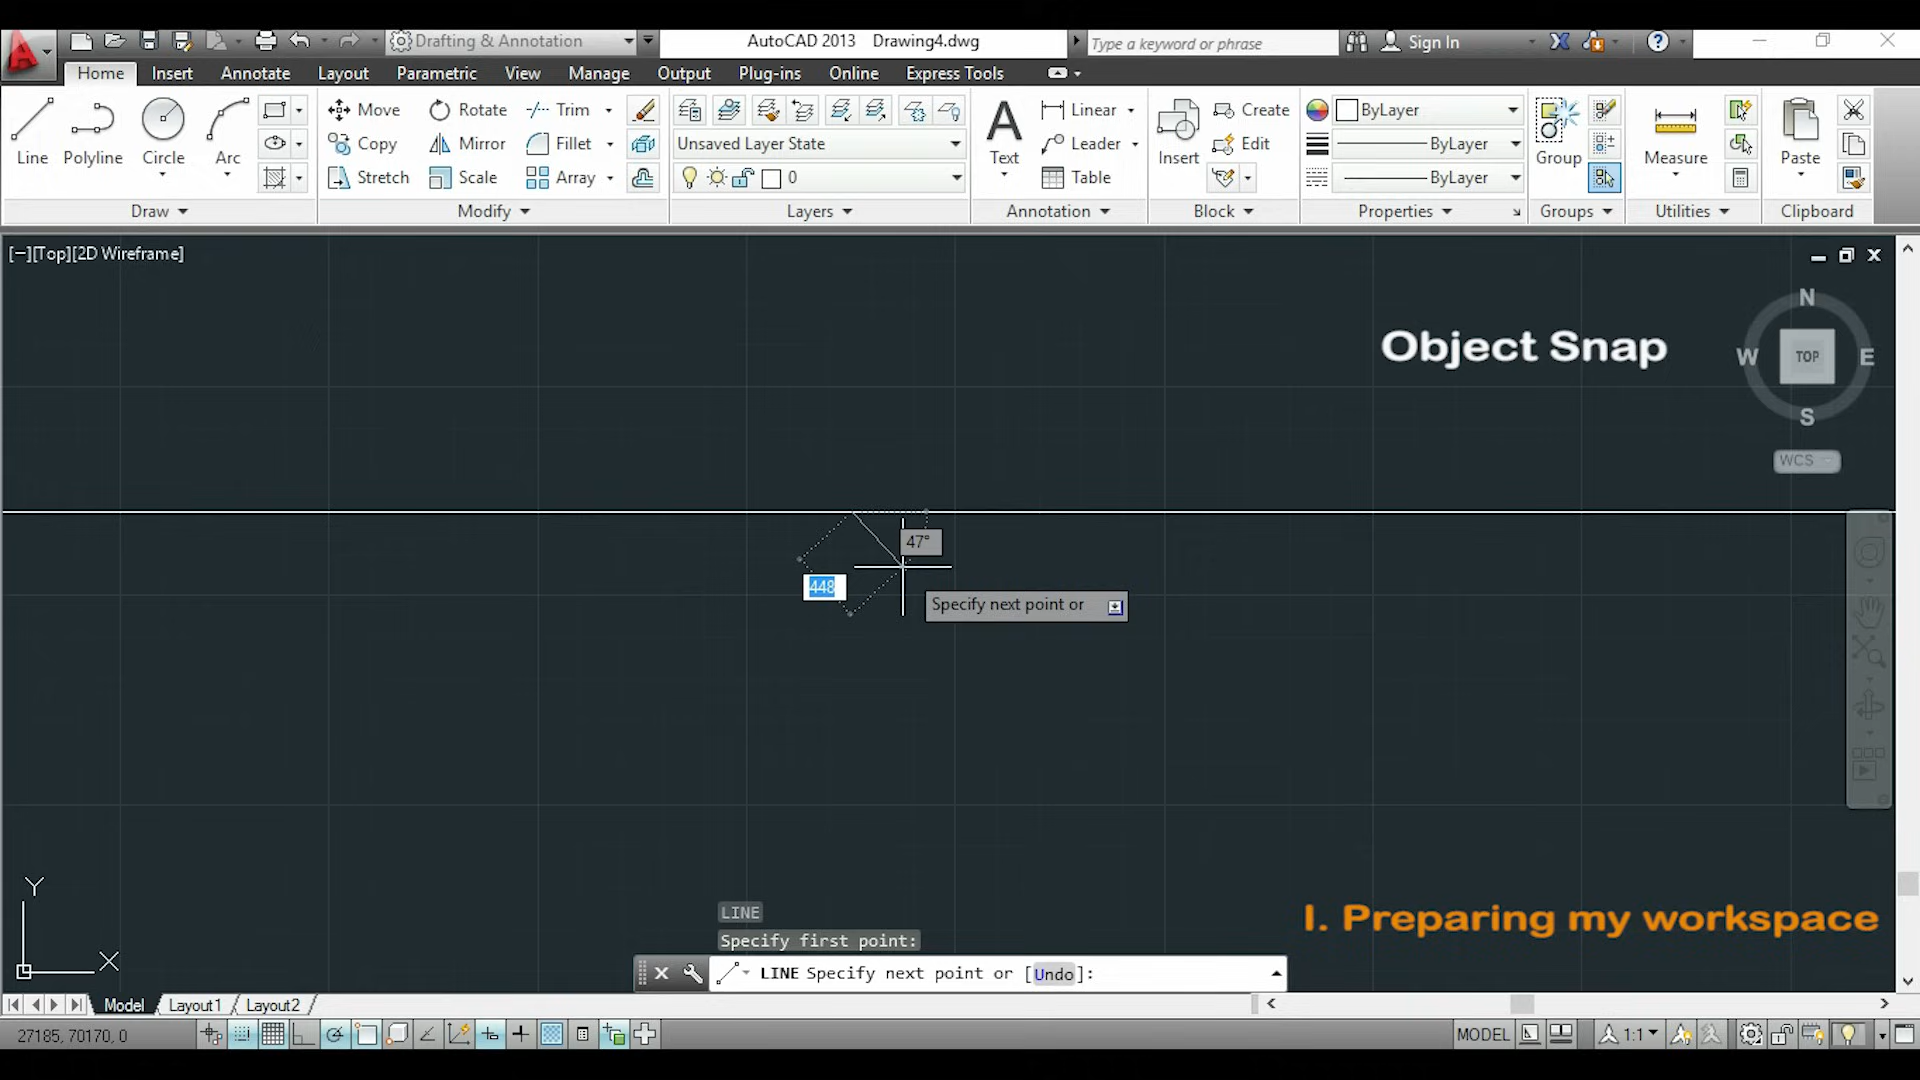 Drafting & Annotation
AutoCAD 2013 Drawing4.dwg
Type a keyword or phrase
Sign In
Home Insert Annotate Layout Parametric View Manage Output Plug-ins Online Express Tools
Line Polyline Circle Arc
Move Rotate Trim
Copy Mirror Fillet
Stretch Scale Array
Unsaved Layer State
0
Text
Linear
Leader
Table
Insert
Create
Edit
ByLayer
ByLayer
ByLayer
Group
Measure
Paste
Draw Modify Layers Annotation Block Properties Groups Utilities Clipboard
[−][Top][2D Wireframe]
Object Snap
N
W TOP E
S
WCS
47°
448
Specify next point or
LINE
Specify first point:
LINE Specify next point or [Undo]:
I. Preparing my workspace
Y
X
Model Layout1 Layout2
27185, 70170, 0
MODEL 1:1